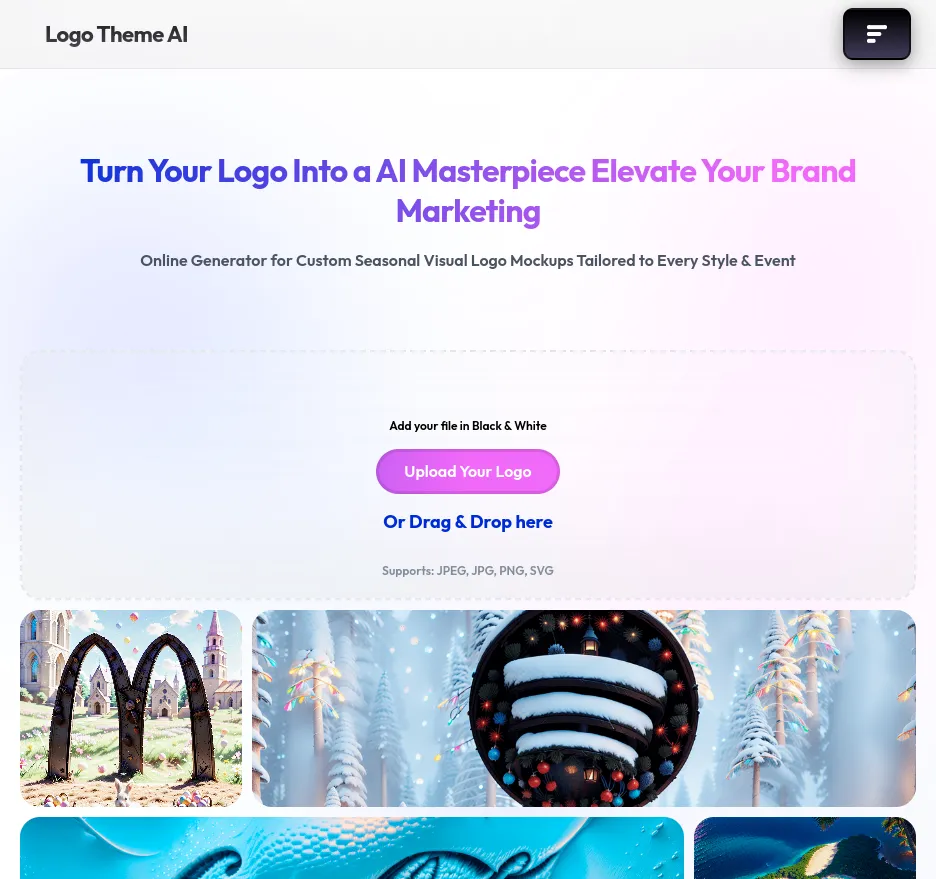 Logo Theme AI
Turn Your Logo Into a AI Masterpiece Elevate Your Brand
Marketing
Online Generator for Custom Seasonal Visual Logo Mockups Tailored to Every Style & Event
Add your file in Black & White
Upload Your Logo
Or Drag & Drop here
Supports: JPEG, JPG, PNG, SVG